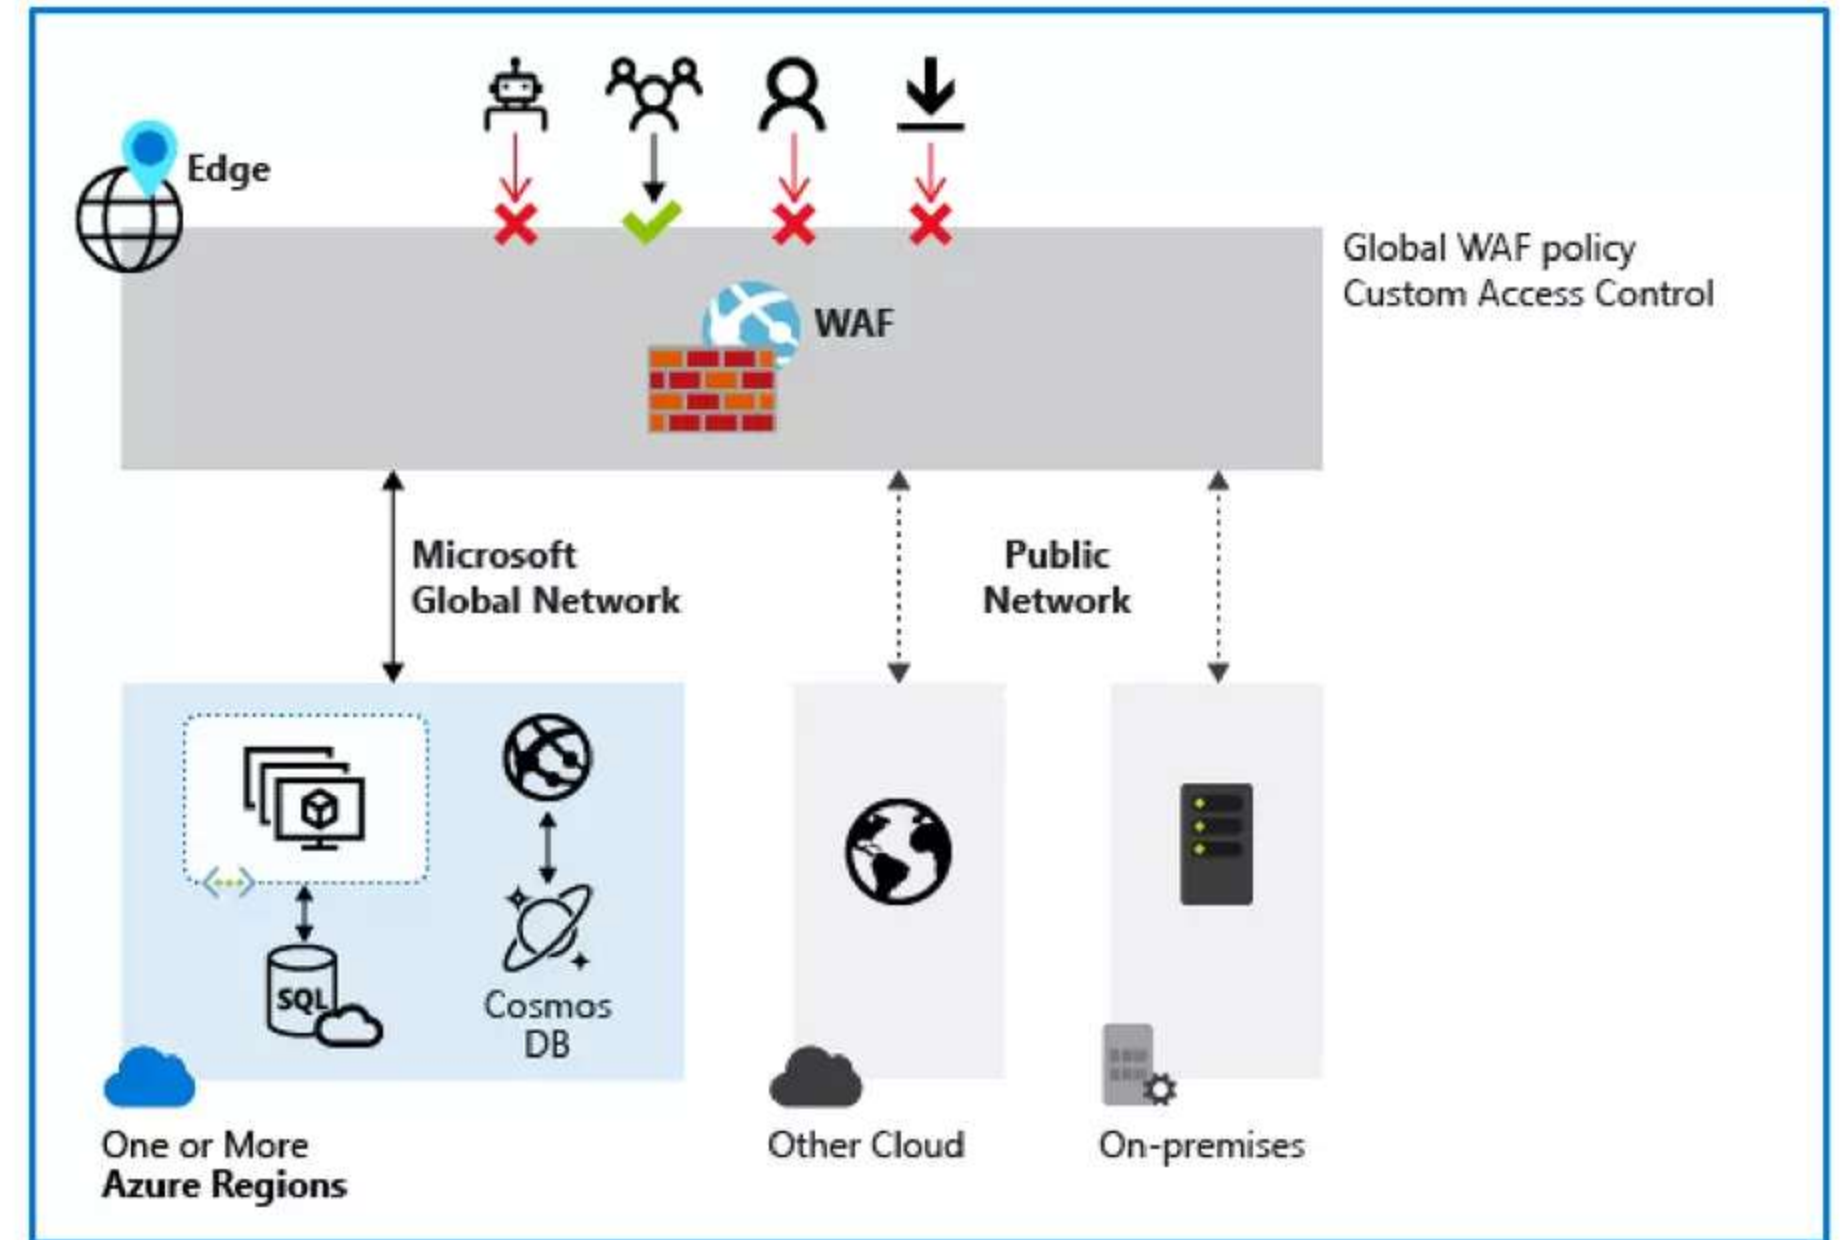 Edge
Global WAF policy
Custom Access Control
WAF
Microsoft
Global Network
Public
Network
SQL
Cosmos
DB
One or More
Azure Regions
Other Cloud
On-premises